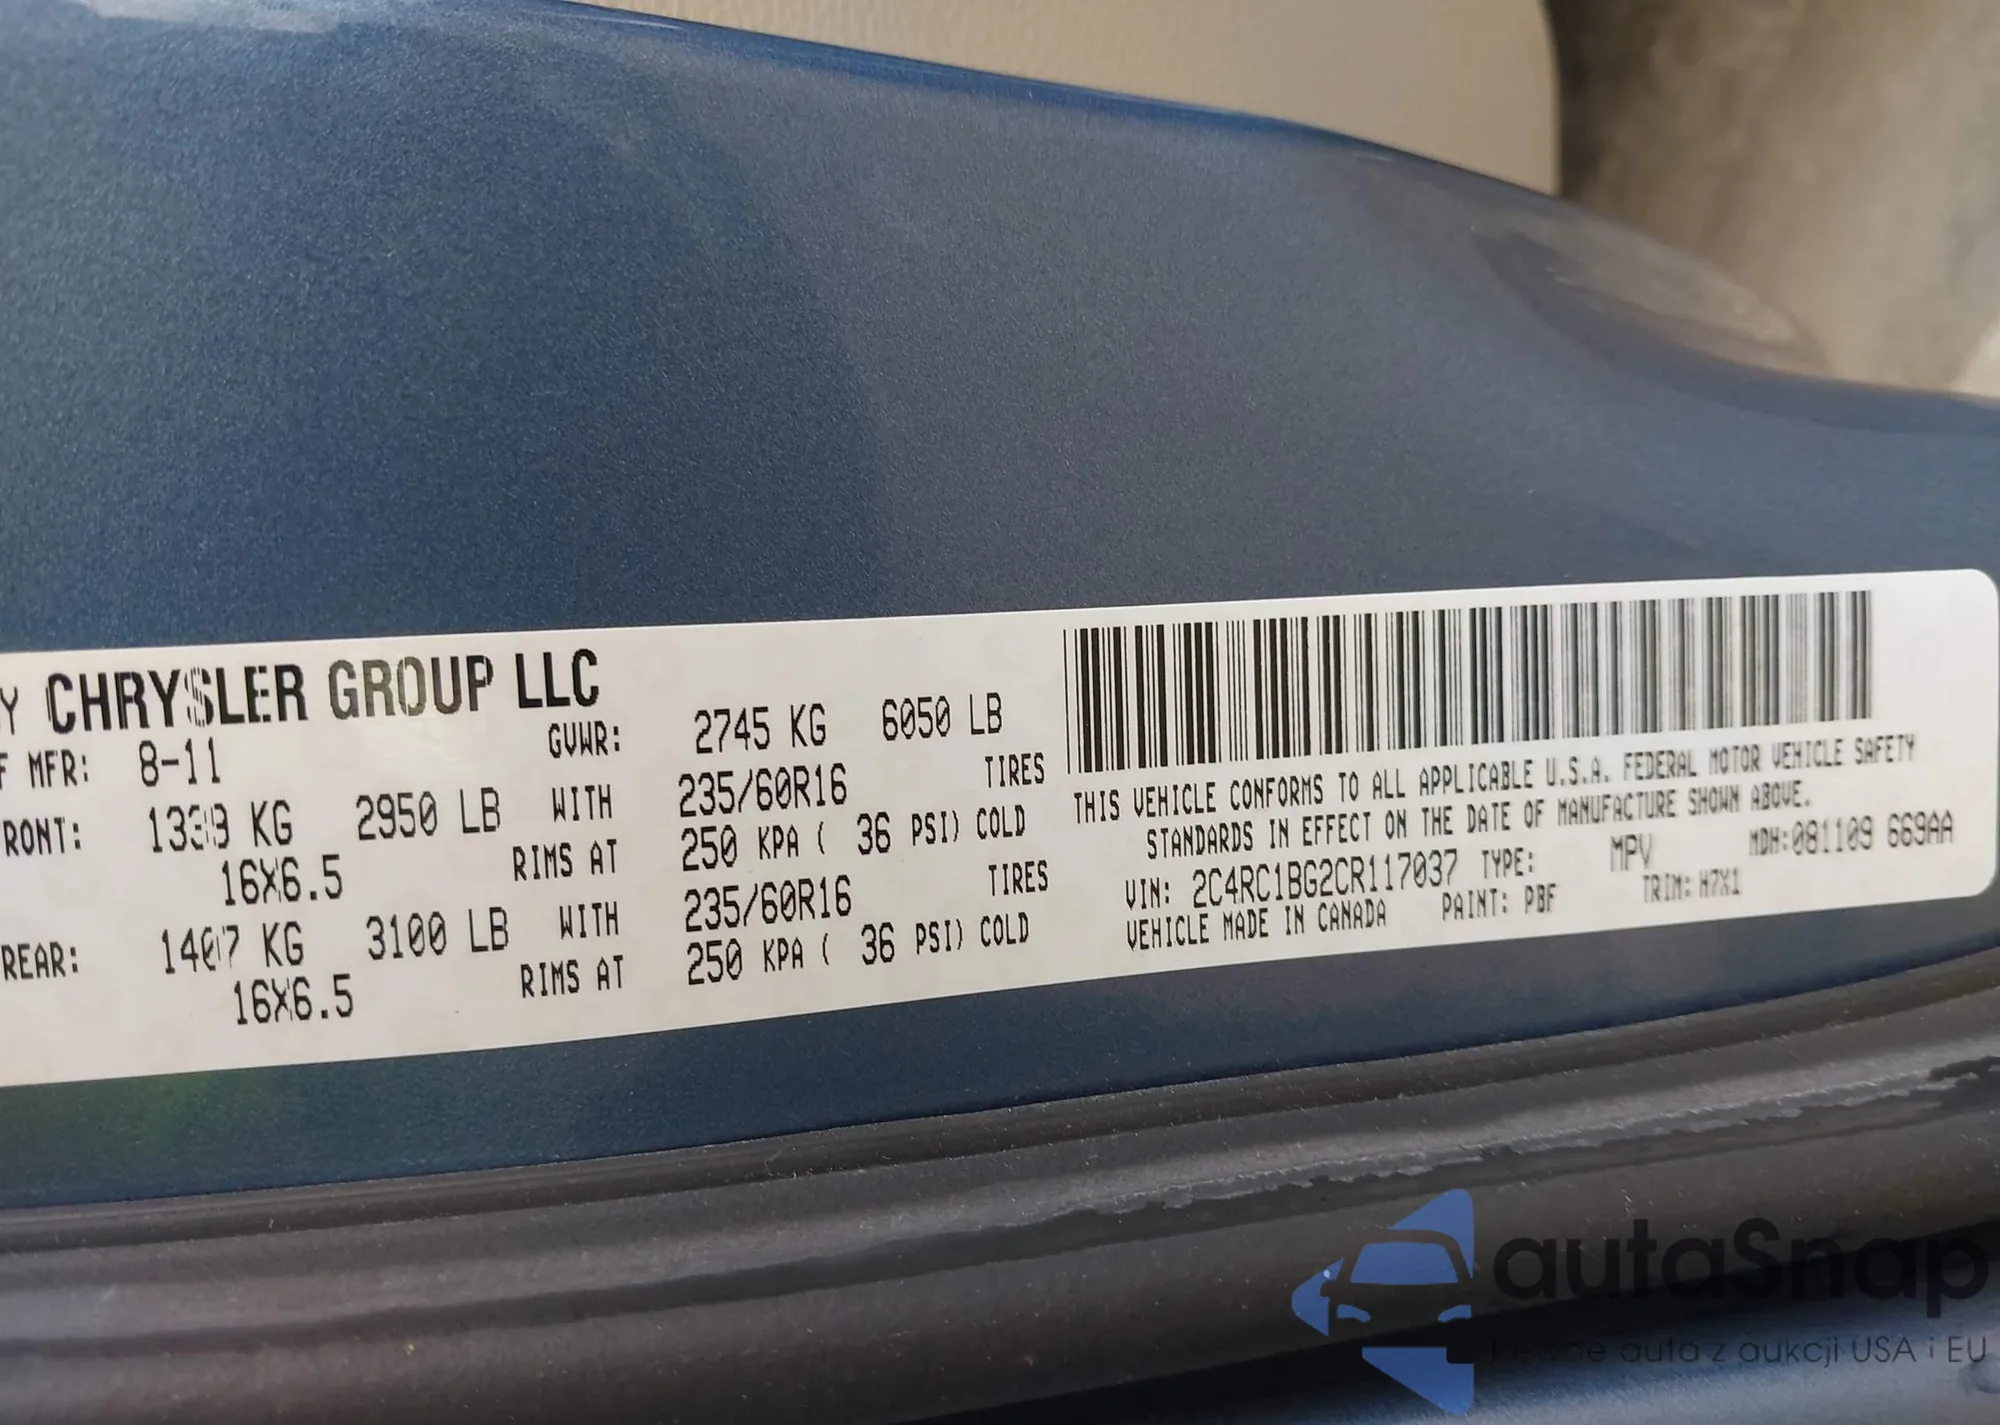 Y CHRYSLER GROUP LLC
F MFR: 8-11 GVWR: 2745 KG 6050 LB
RONT: 1339 KG 2950 LB WITH 235/60R16 TIRES
16X6.5 RIMS AT 250 KPA ( 36 PSI) COLD
REAR: 1407 KG 3100 LB WITH 235/60R16 TIRES
16X6.5 RIMS AT 250 KPA ( 36 PSI) COLD
THIS VEHICLE CONFORMS TO ALL APPLICABLE U.S.A. FEDERAL MOTOR VEHICLE SAFETY
STANDARDS IN EFFECT ON THE DATE OF MANUFACTURE SHOWN ABOVE.
VIN: 2C4RC1BG2CR117037 TYPE: MPV MDH:081109 669AA
VEHICLE MADE IN CANADA PAINT: PBF TRIM: H7X1
autaSnap
Pewne auta z aukcji USA i EU